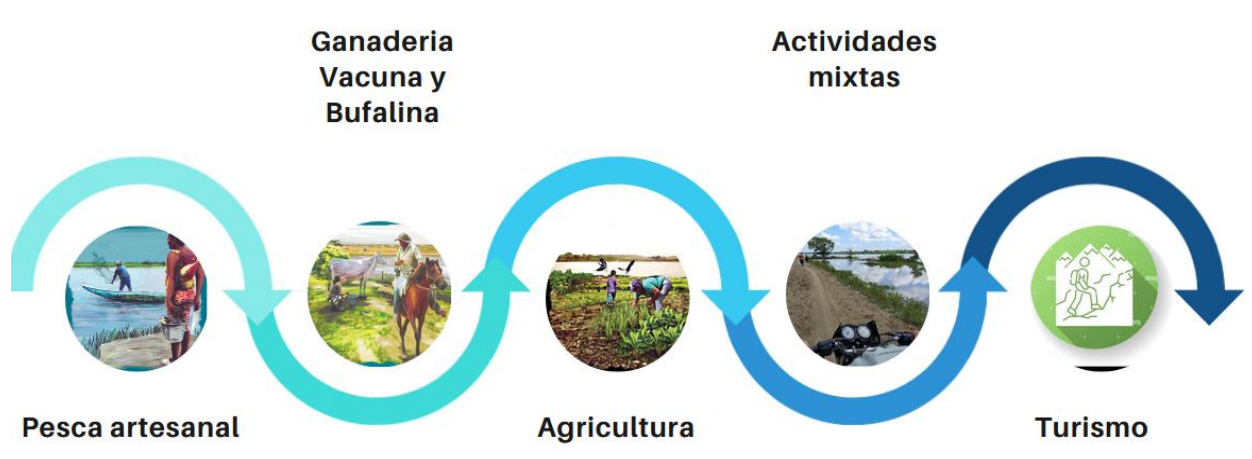 Ganaderia
Vacuna y
Bufalina
Actividades
mixtas
Pesca artesanal
Agricultura
Turismo